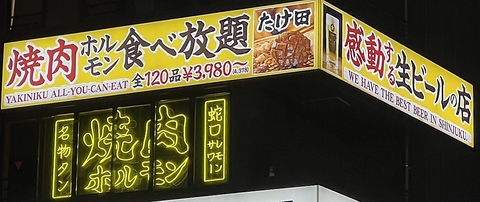 焼肉ホルモン食べ放題
たけ田
YAKINIKU ALL-YOU-CAN-EAT 全120品¥3,980～
感動する生ビールの店
WE HAVE THE BEST BEER IN SHINJUKU
名物タン
焼肉
ホルモン
蛇口サワー